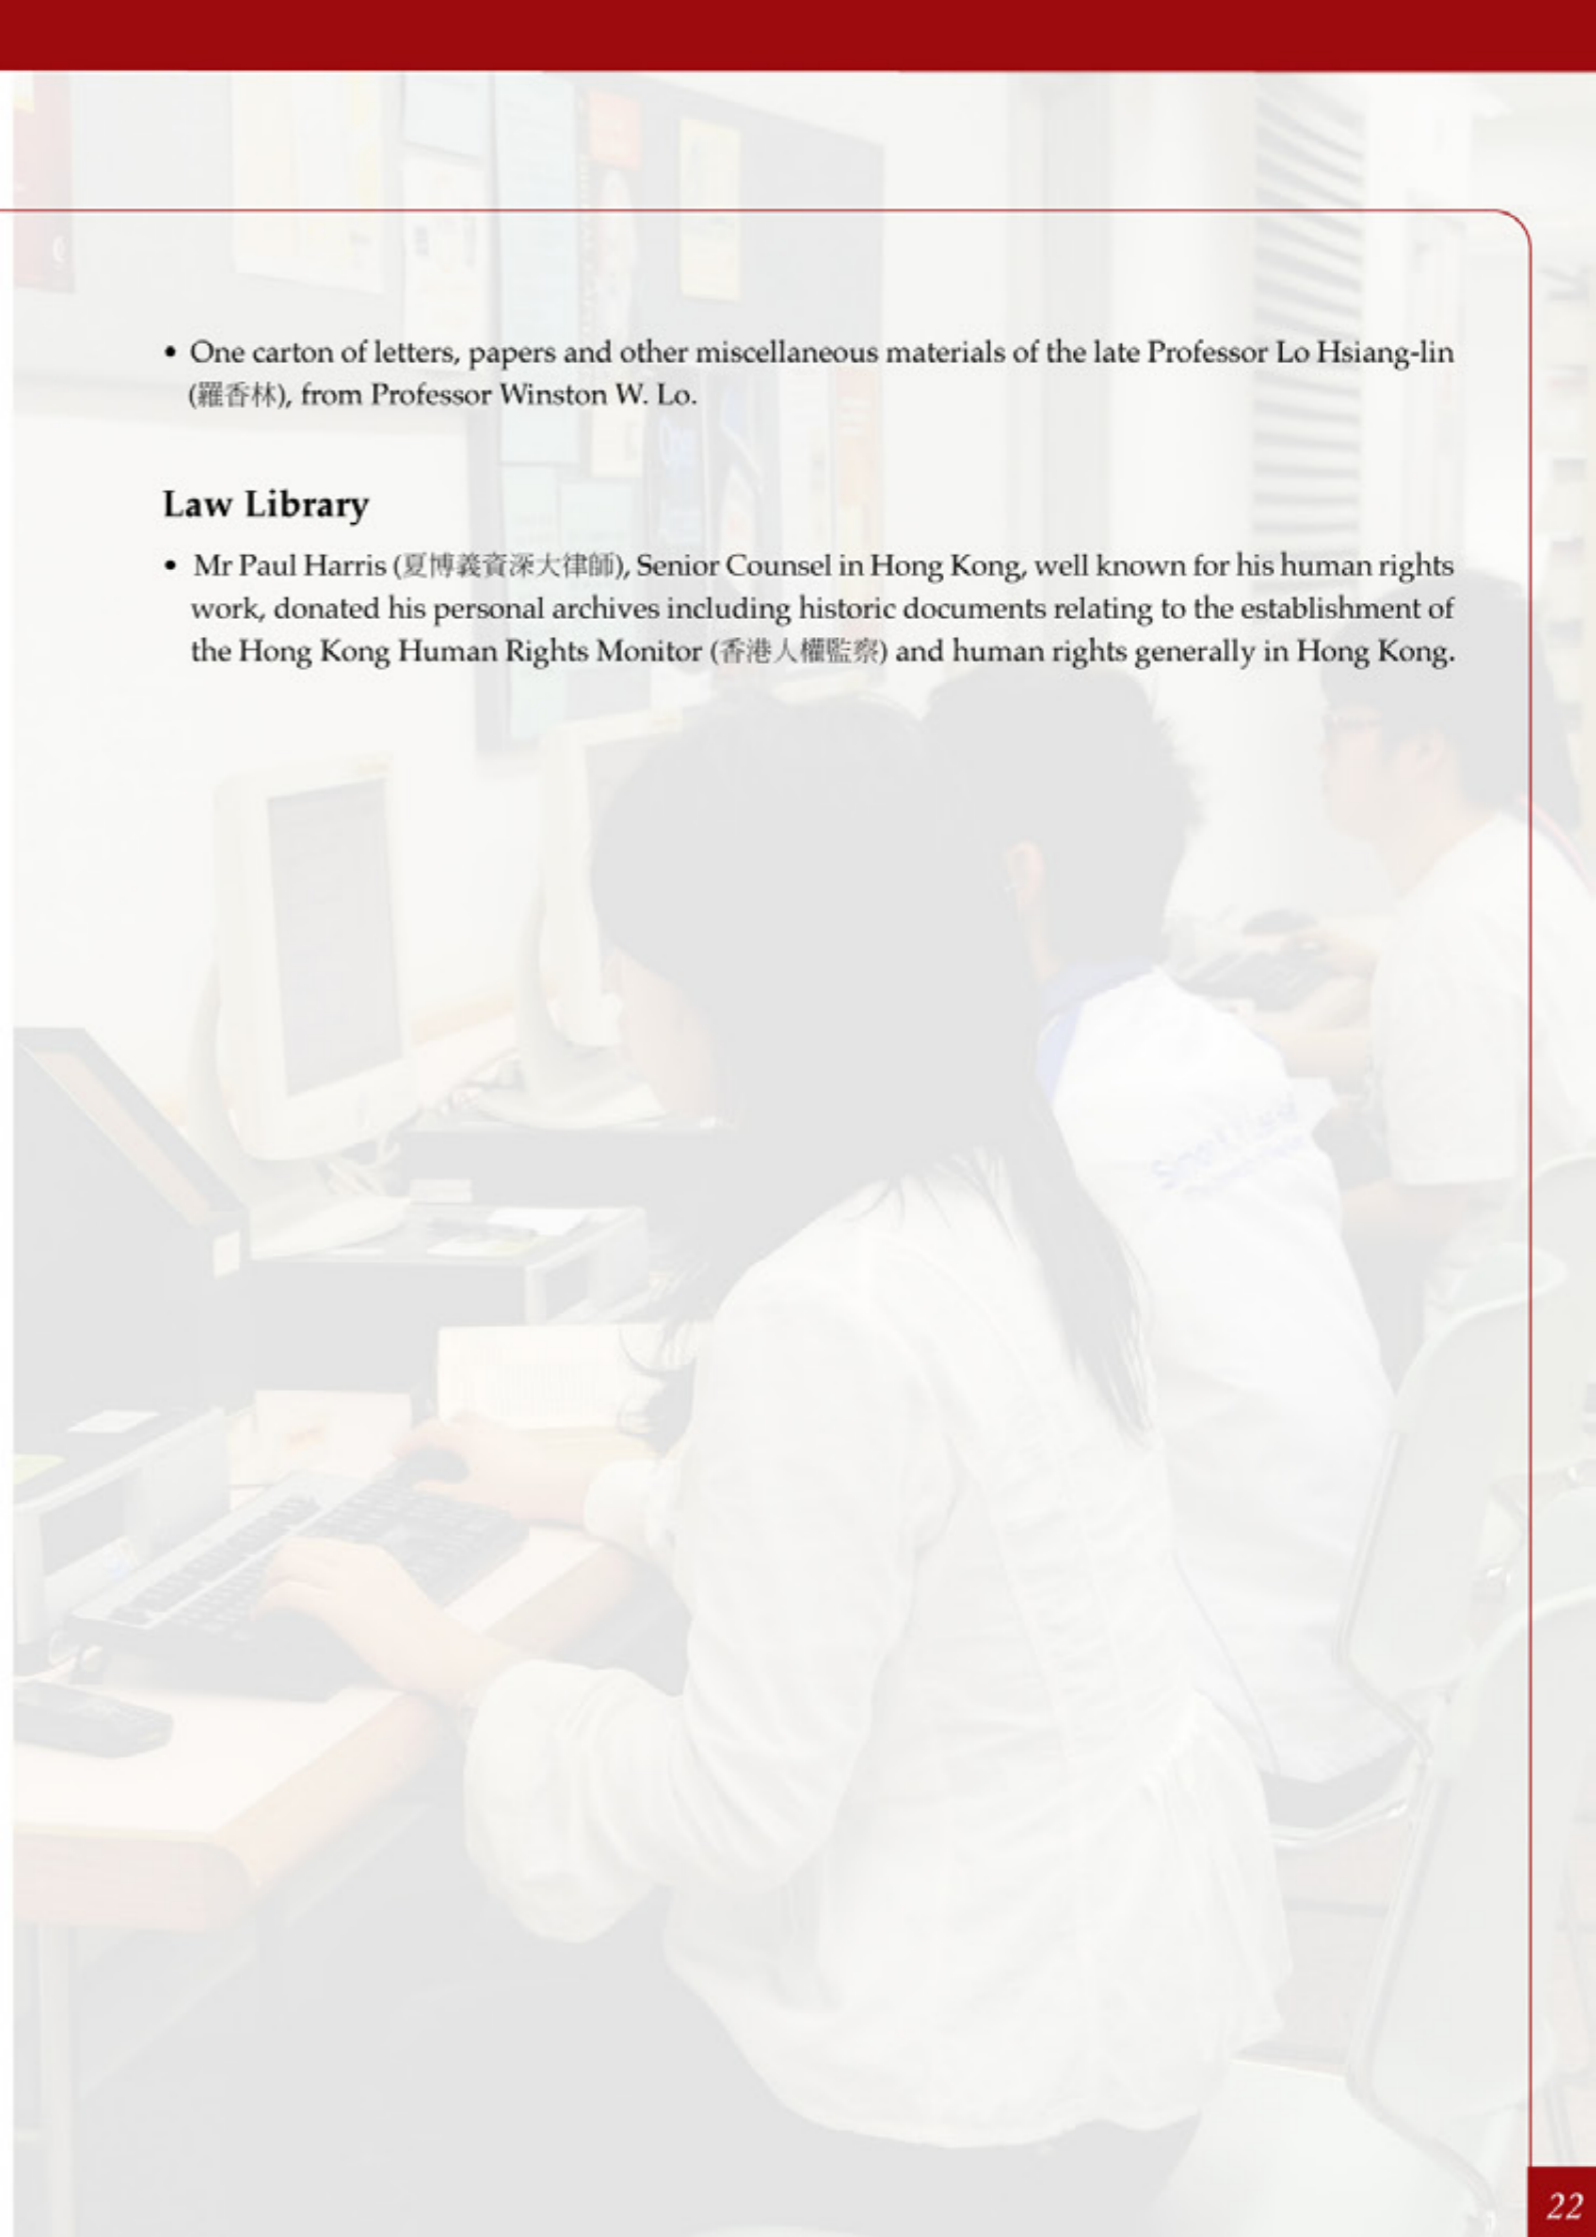 • One carton of letters, papers and other miscellaneous materials of the late Professor Lo Hsiang-lin
(羅香林), from Professor Winston W. Lo.
Law Library
• Mr Paul Harris (夏博義資深大律師), Senior Counsel in Hong Kong, well known for his human rights
work, donated his personal archives including historic documents relating to the establishment of
the Hong Kong Human Rights Monitor (香港人權監察) and human rights generally in Hong Kong.
22